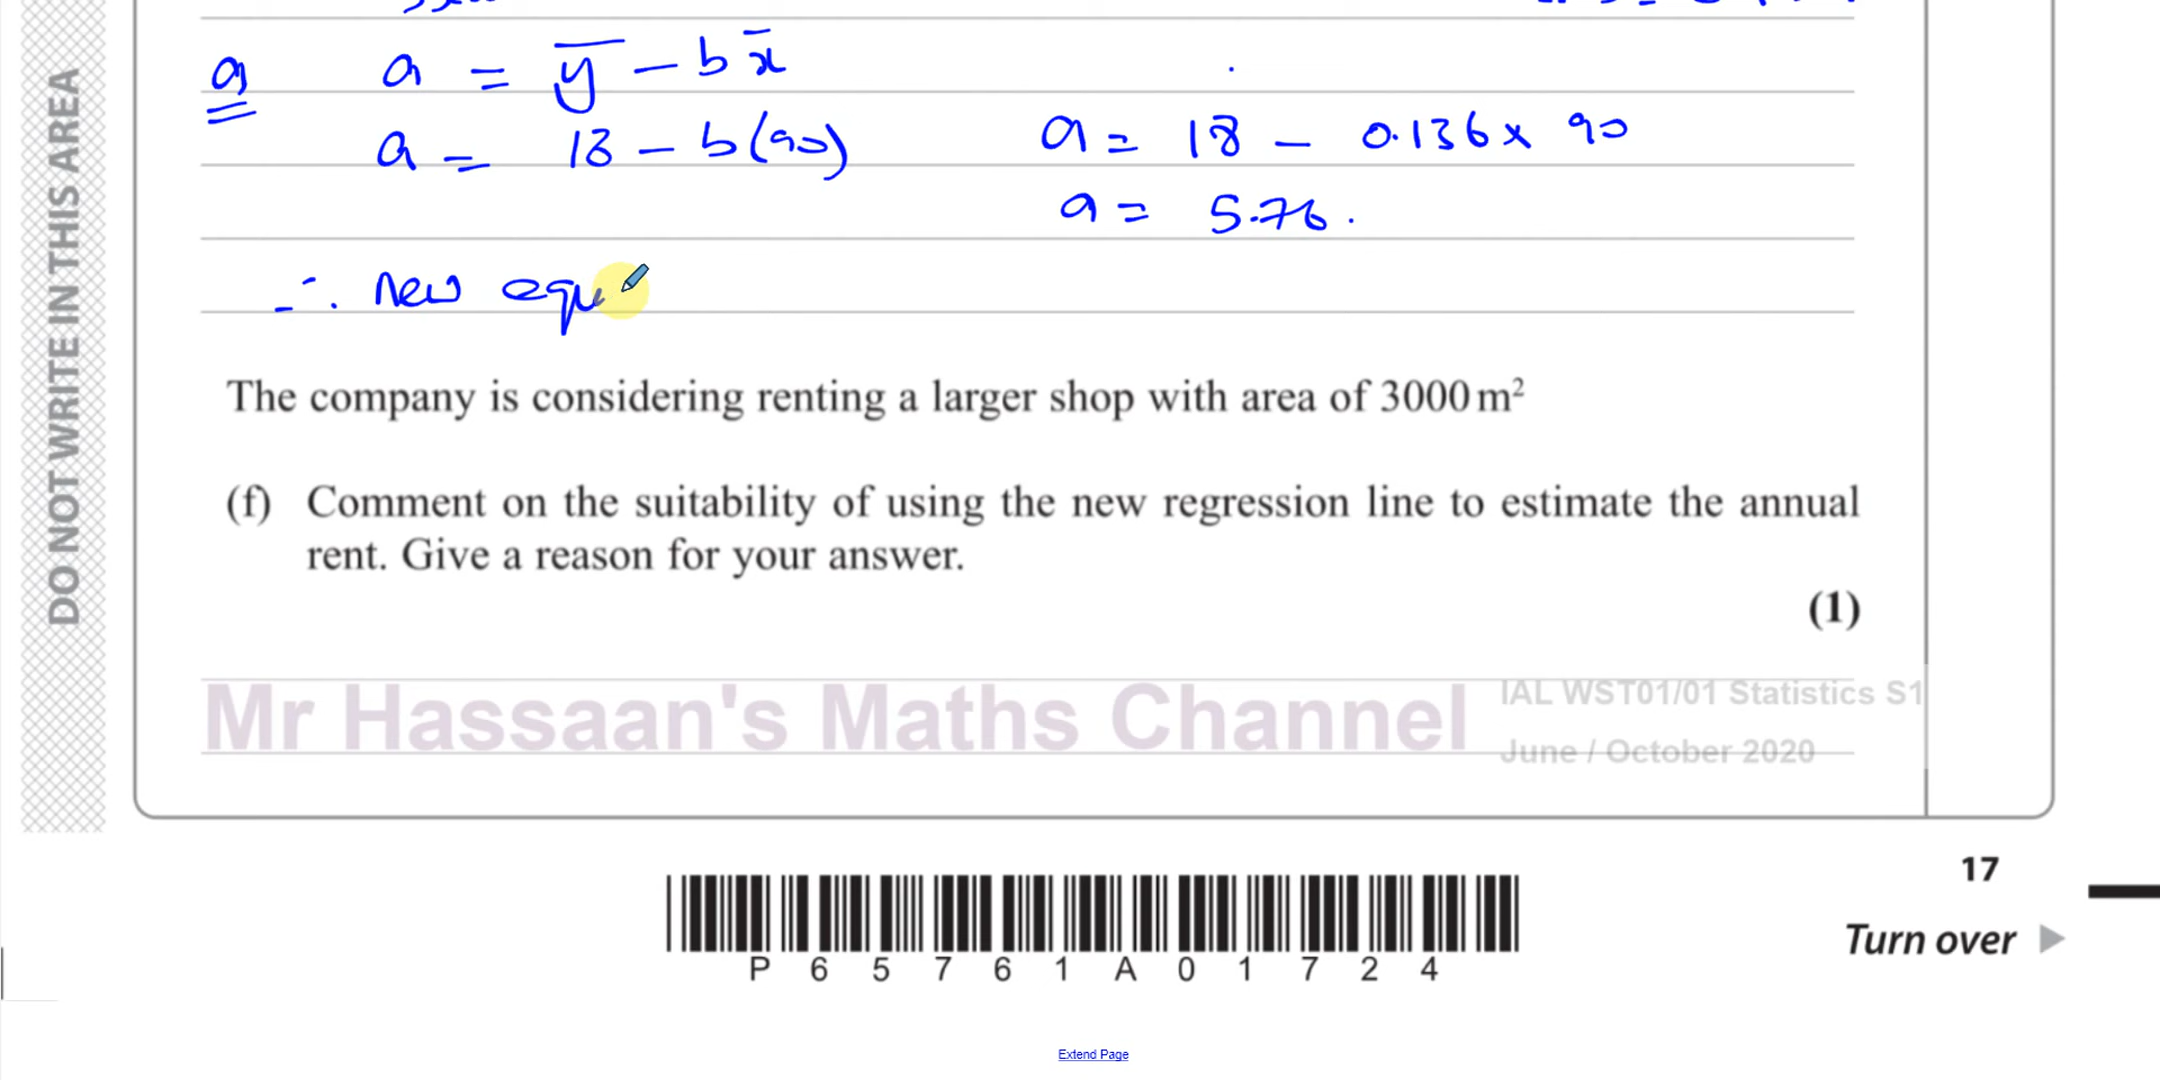 DO NOT WRITE IN THIS AREA
a a = y̅ - b x̅
a = 18 - b(90)
a = 18 - 0.136 x 90
a = 5.76.
∴ new equ
The company is considering renting a larger shop with area of 3000 m²
(f) Comment on the suitability of using the new regression line to estimate the annual
rent. Give a reason for your answer.
(1)
Mr Hassaan's Maths Channel
IAL WST01/01 Statistics S1
June / October 2020
17
Turn over
P 6 5 7 6 1 A 0 1 7 2 4
Extend Page